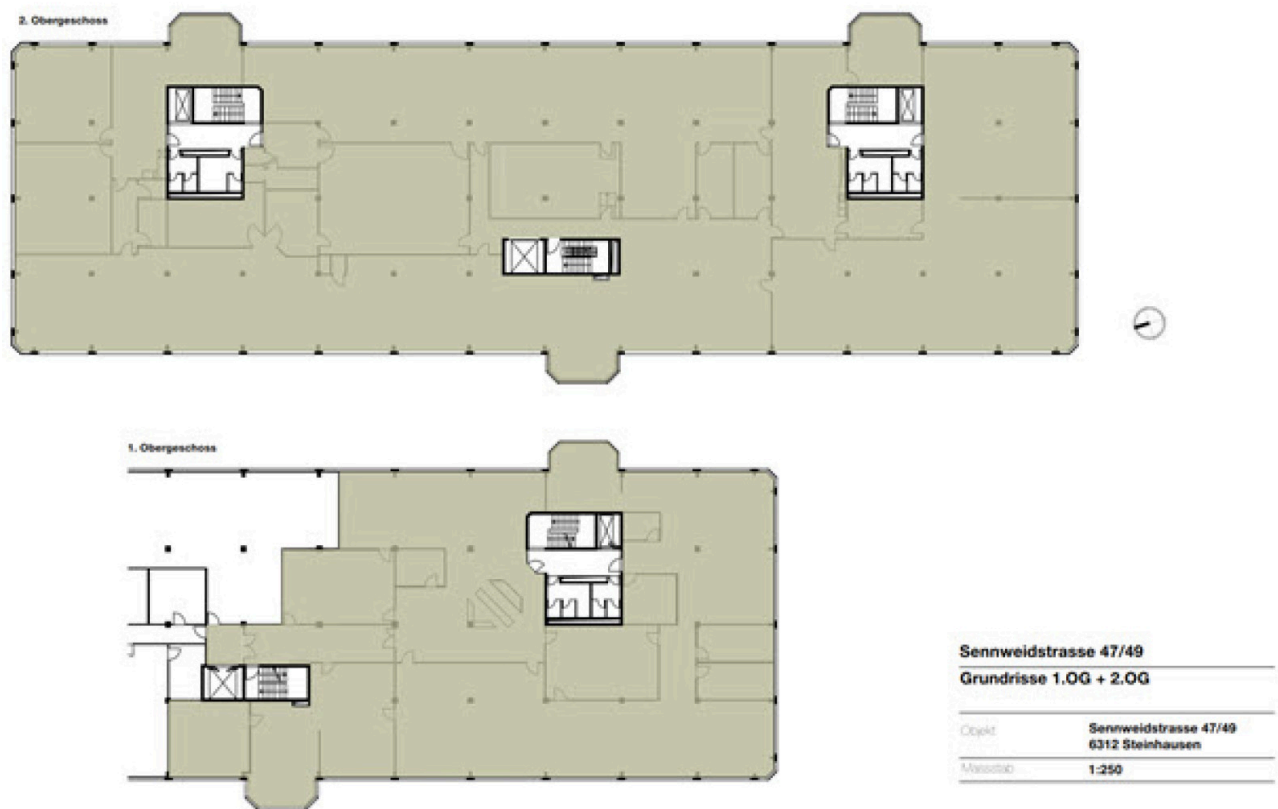 2. Obergeschoss
1. Obergeschoss
Sennweidstrasse 47/49
Grundrisse 1.OG + 2.OG
Objekt Sennweidstrasse 47/49
6312 Steinhausen
Massstab 1:250